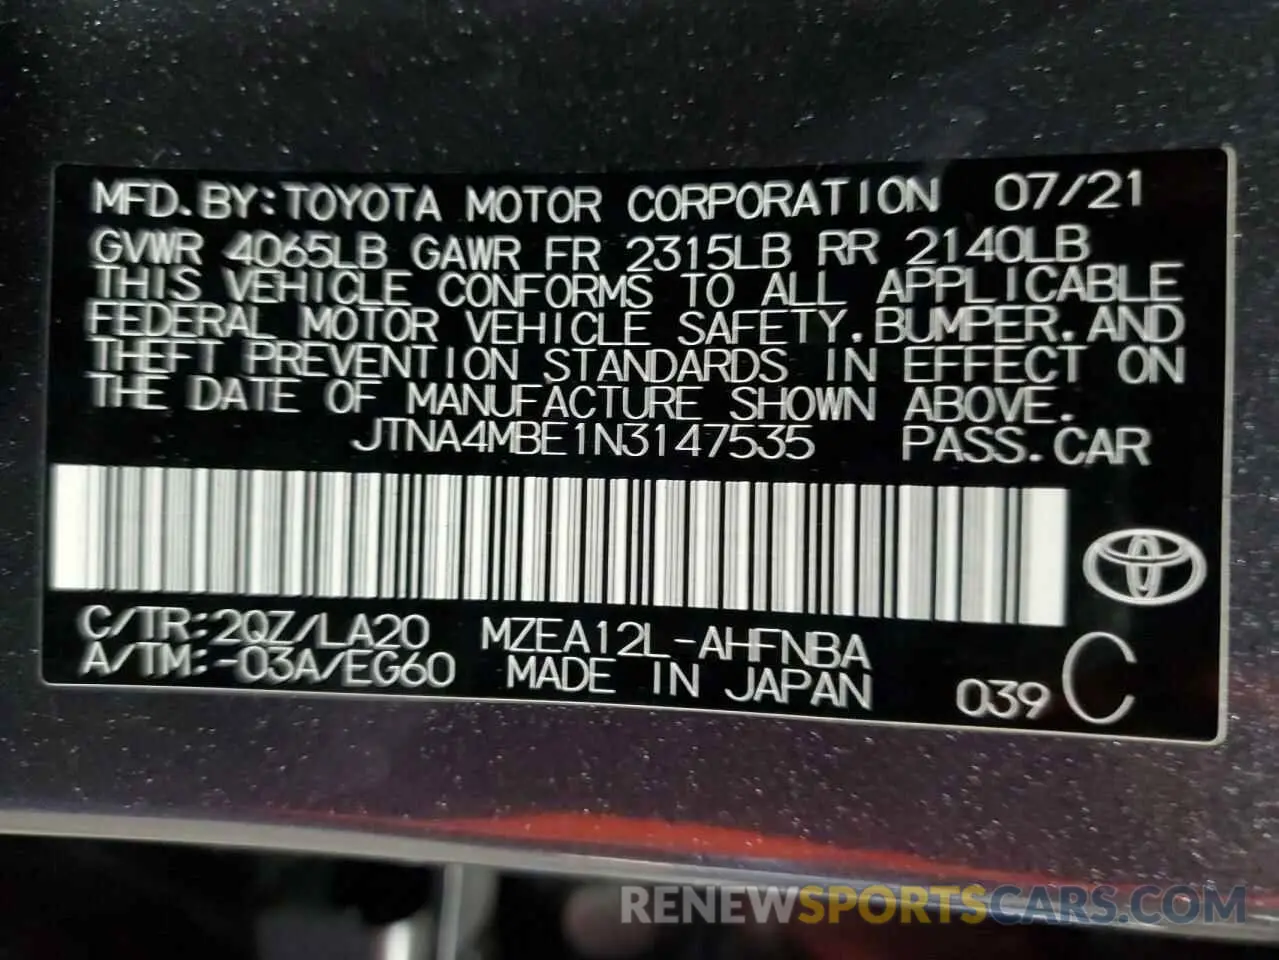 MFD.BY:TOYOTA MOTOR CORPORATION 07/21
GVWR 4065LB GAWR FR 2315LB RR 2140LB
THIS VEHICLE CONFORMS TO ALL APPLICABLE
FEDERAL MOTOR VEHICLE SAFETY,BUMPER,AND
THEFT PREVENTION STANDARDS IN EFFECT ON
THE DATE OF MANUFACTURE SHOWN ABOVE.
JTNA4MBE1N3147535 PASS.CAR
C/TR:2QZ/LA20 MZEA12L-AHFNBA
A/TM:-03A/EG60 MADE IN JAPAN 039 C
RENEWSPORTSCARS.COM